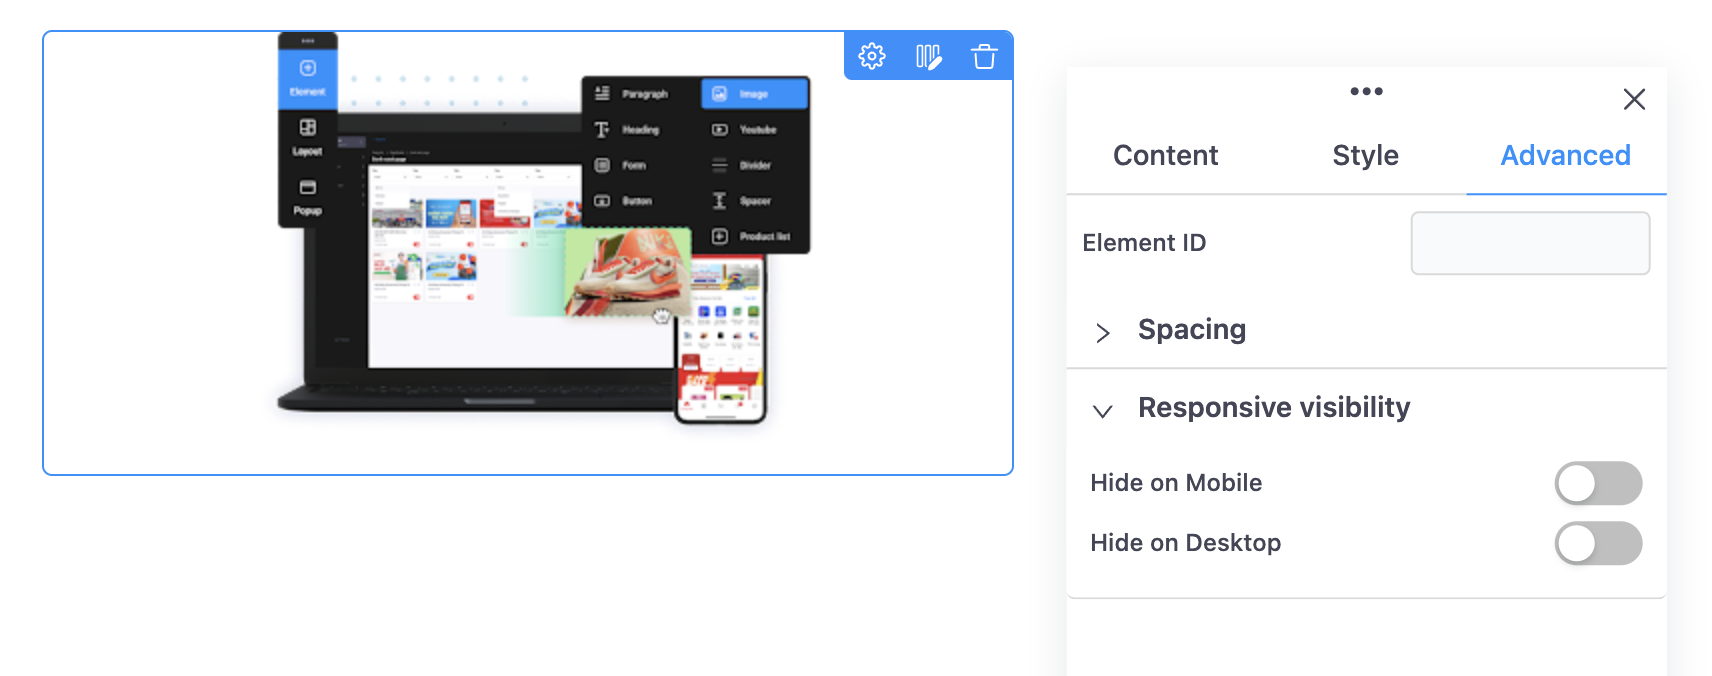 Element
Layout
Popup
Paragraph
Image
Heading
Youtube
Form
Divider
Button
Spacer
Product list
Content
Style
Advanced
Element ID
Spacing
Responsive visibility
Hide on Mobile
Hide on Desktop